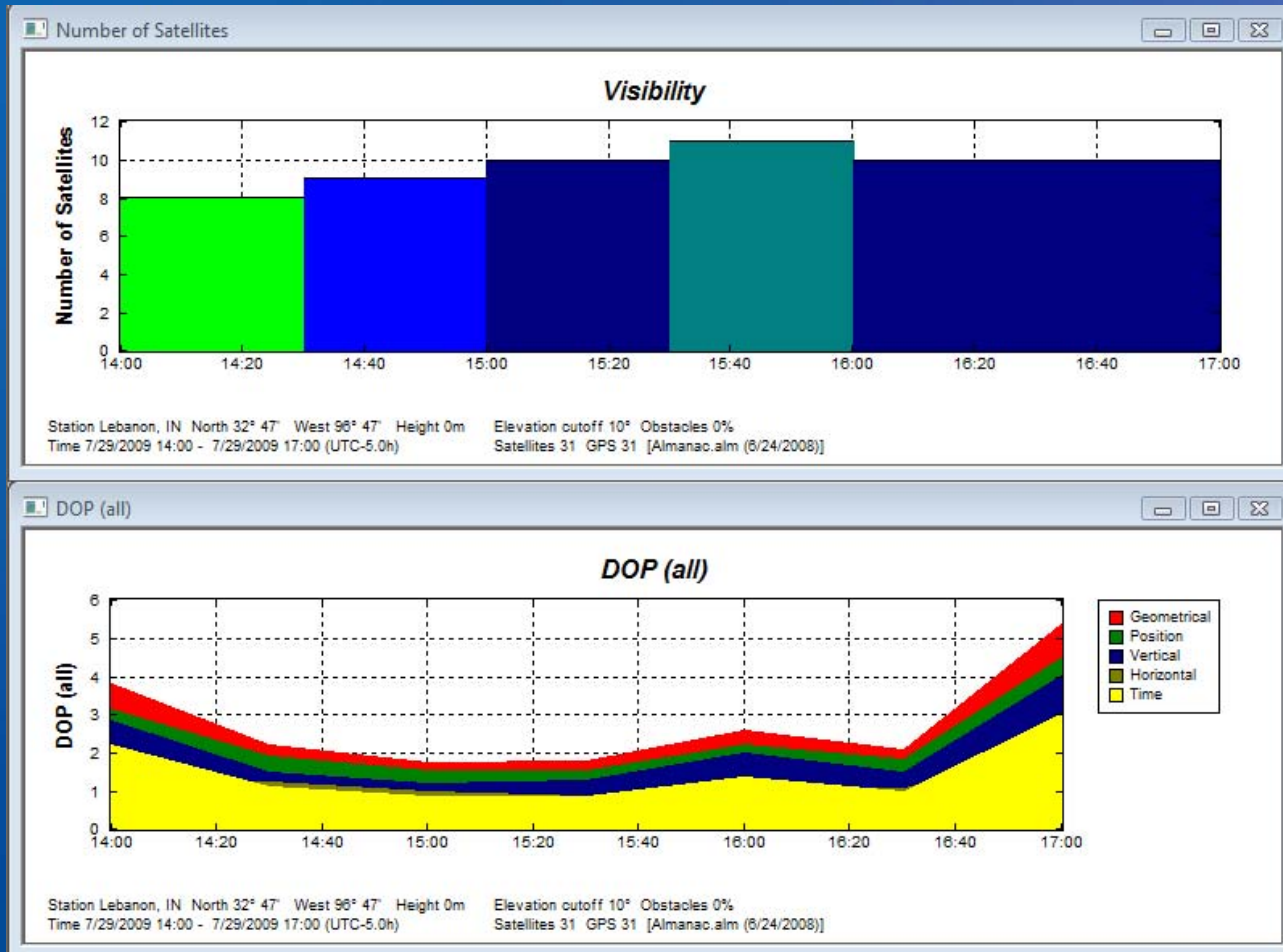 Number of Satellites
Visibility
Number of Satellites
12
10
8
6
4
2
0
14:00 14:20 14:40 15:00 15:20 15:40 16:00 16:20 16:40 17:00
Station Lebanon, IN North 32° 47' West 96° 47' Height 0m Elevation cutoff 10° Obstacles 0%
Time 7/29/2009 14:00 - 7/29/2009 17:00 (UTC-5.0h) Satellites 31 GPS 31 [Almanac.alm (6/24/2008)]
DOP (all)
DOP (all)
DOP (all)
6
5
4
3
2
1
0
14:00 14:20 14:40 15:00 15:20 15:40 16:00 16:20 16:40 17:00
Geometrical
Position
Vertical
Horizontal
Time
Station Lebanon, IN North 32° 47' West 96° 47' Height 0m Elevation cutoff 10° Obstacles 0%
Time 7/29/2009 14:00 - 7/29/2009 17:00 (UTC-5.0h) Satellites 31 GPS 31 [Almanac.alm (6/24/2008)]